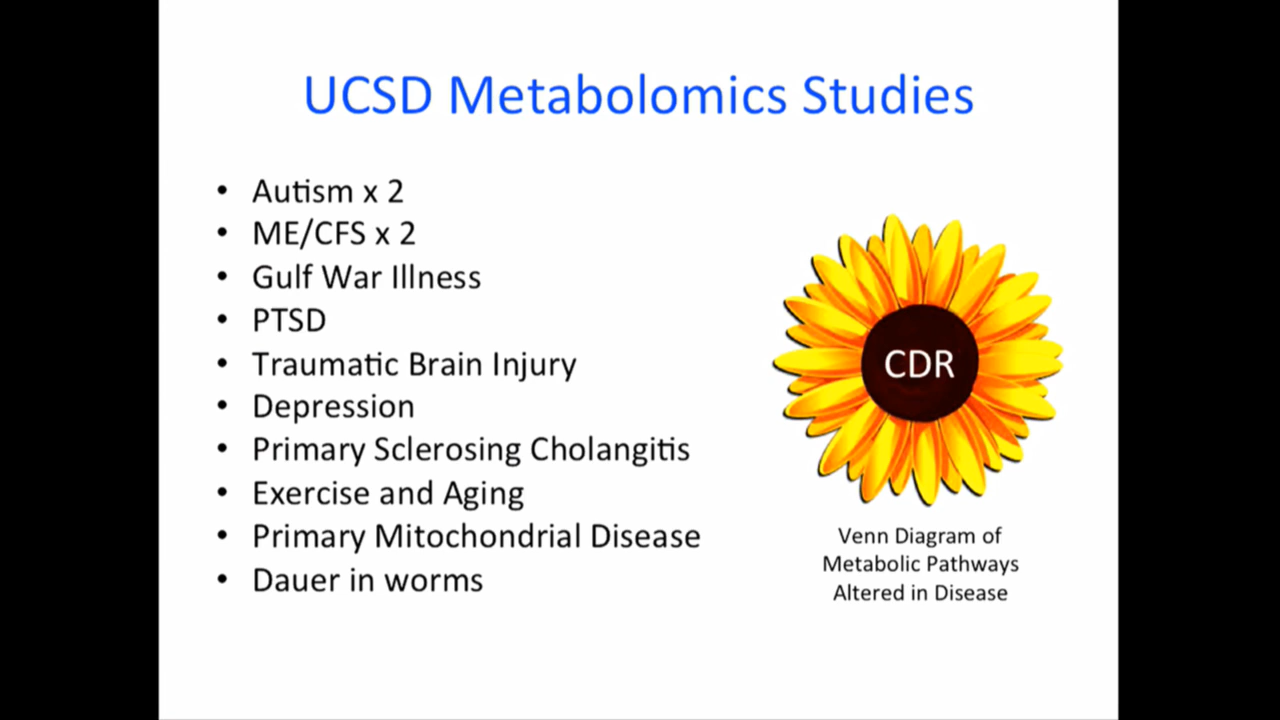 UCSD Metabolomics Studies
• Autism x 2
• ME/CFS x 2
• Gulf War Illness
• PTSD
• Traumatic Brain Injury
• Depression
• Primary Sclerosing Cholangitis
• Exercise and Aging
• Primary Mitochondrial Disease
• Dauer in worms
CDR
Venn Diagram of
Metabolic Pathways
Altered in Disease